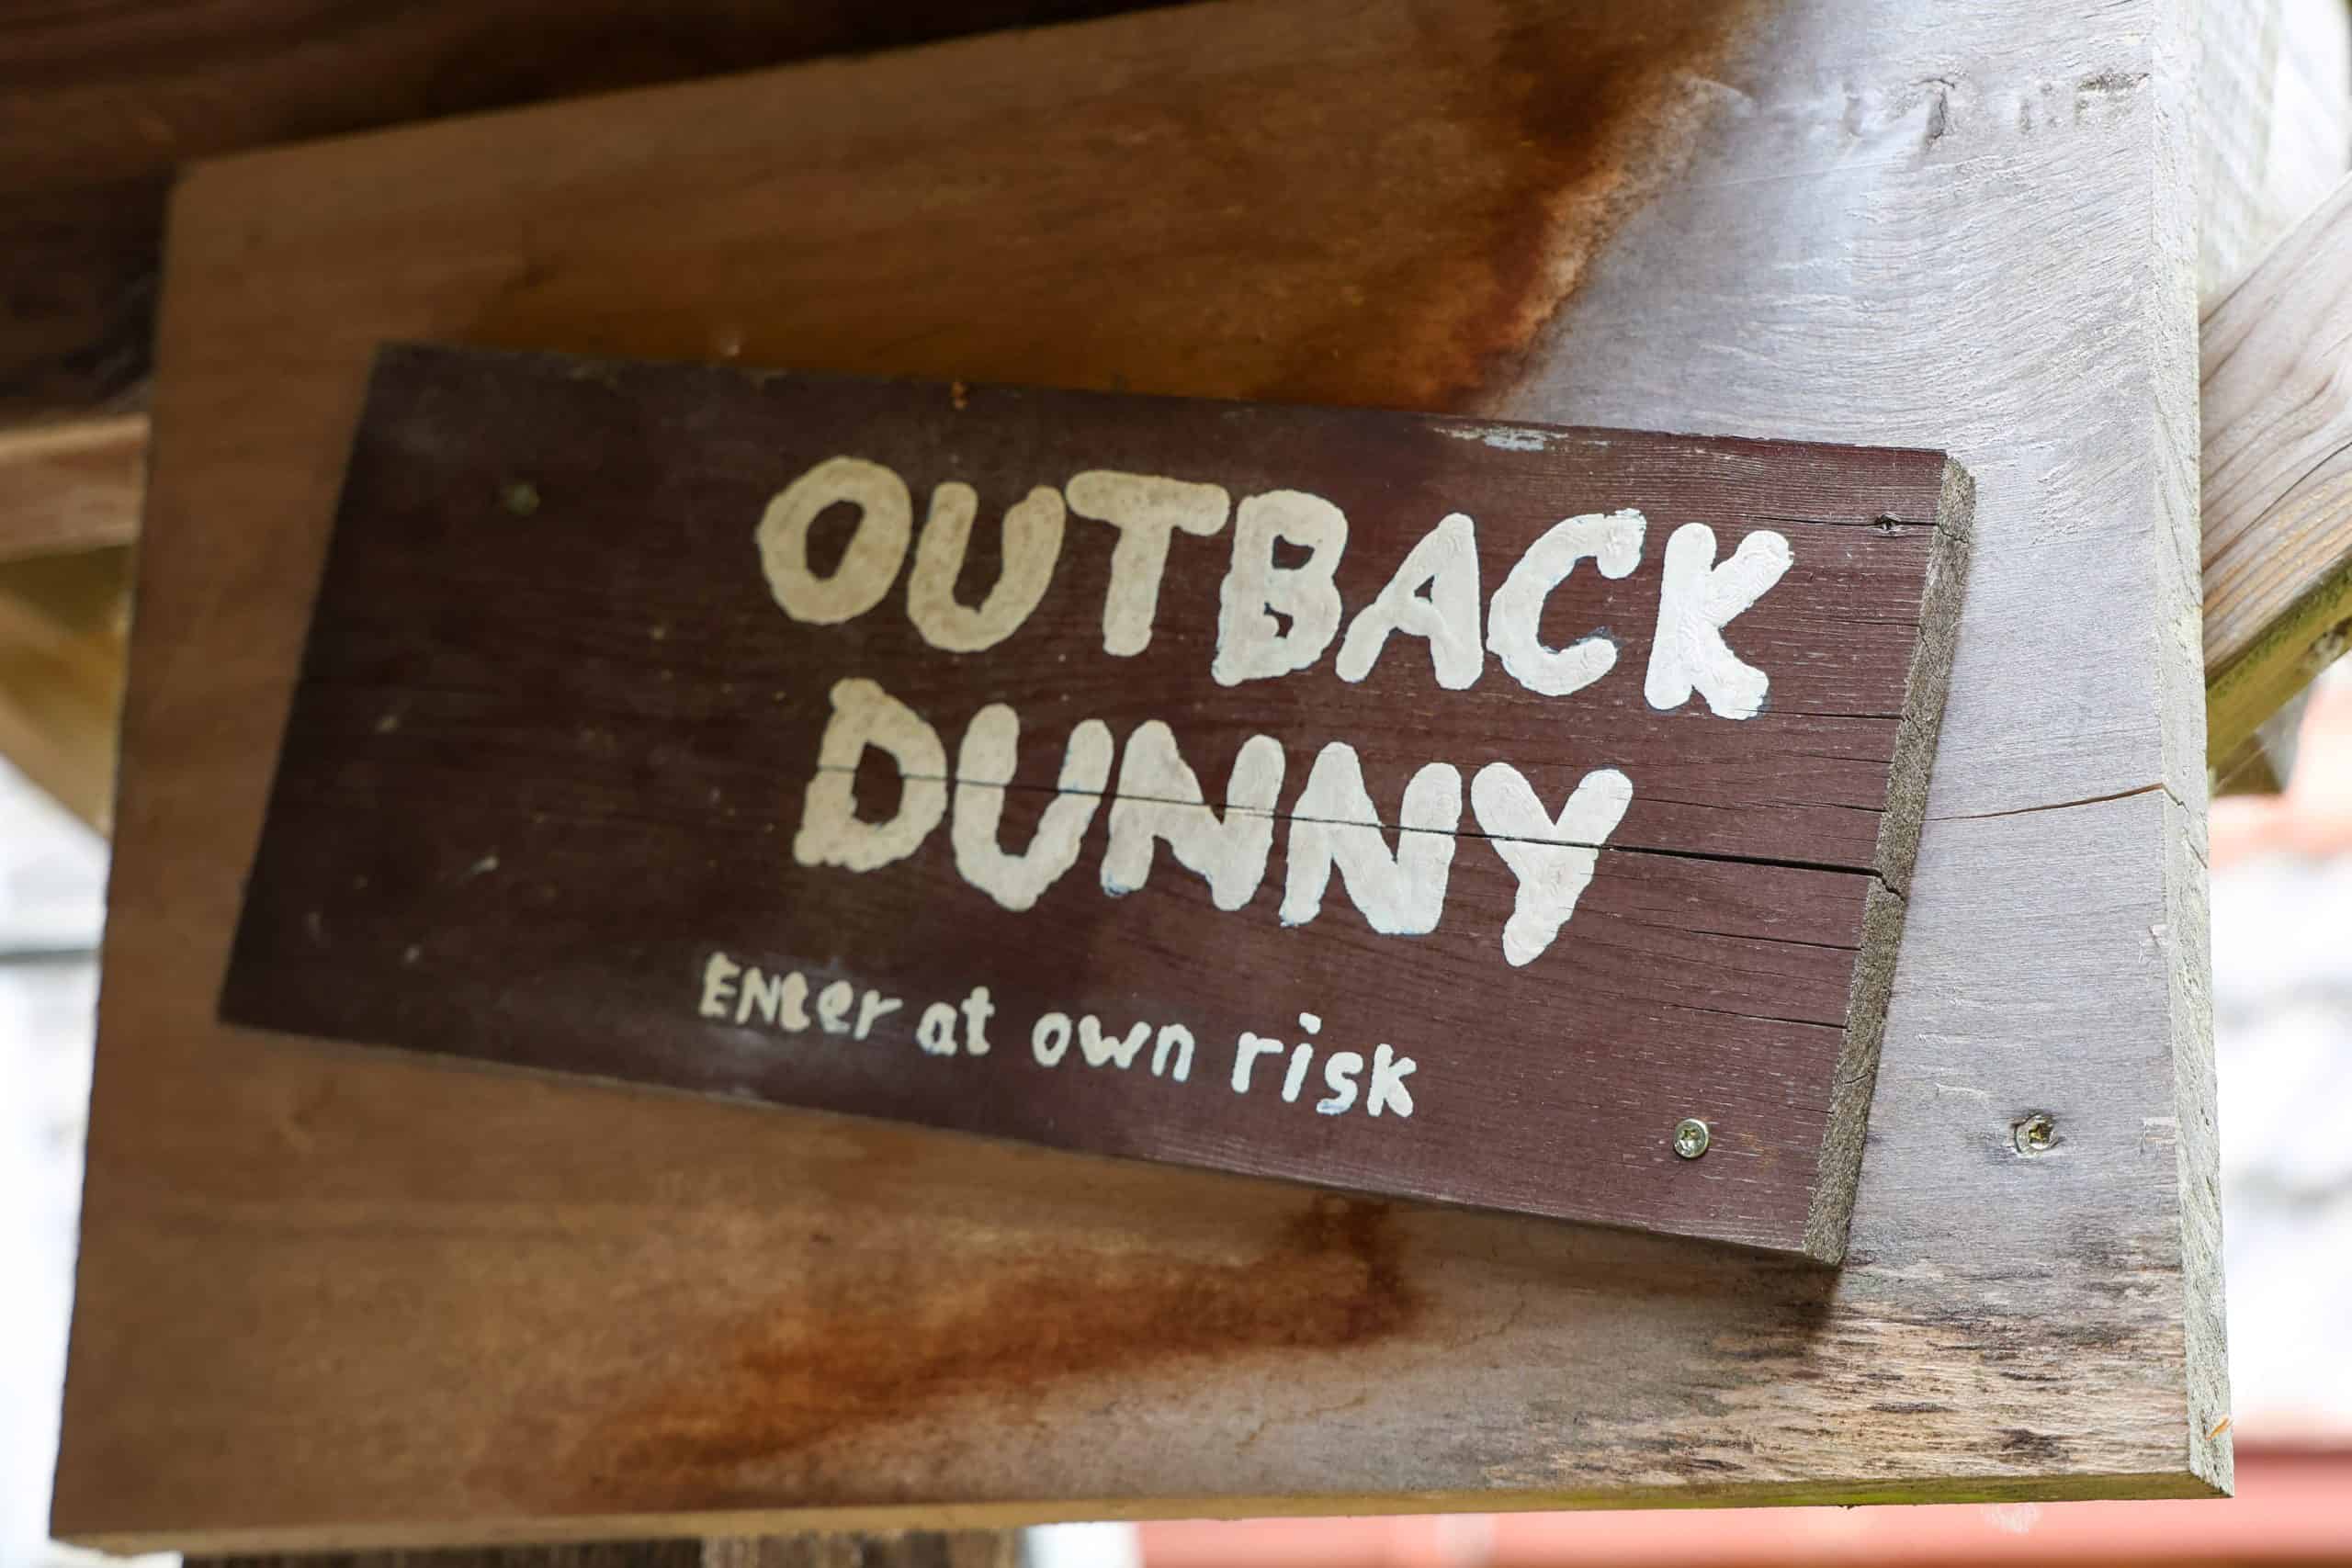 OUTBACK
DUNNY
ENter at own risk